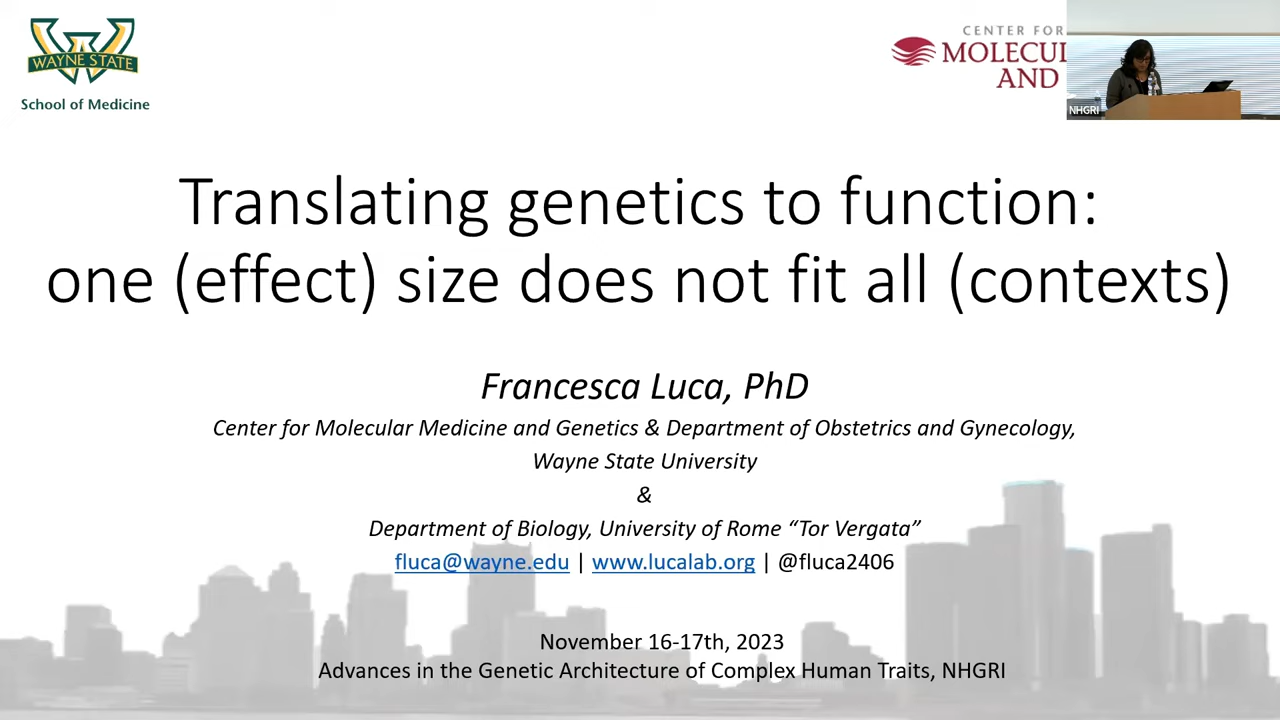 WAYNE STATE
School of Medicine
CENTER FOR
MOLECUL
AND
NHGRI
Translating genetics to function:
one (effect) size does not fit all (contexts)
Francesca Luca, PhD
Center for Molecular Medicine and Genetics & Department of Obstetrics and Gynecology,
Wayne State University
&
Department of Biology, University of Rome “Tor Vergata”
fluca@wayne.edu | www.lucalab.org | @fluca2406
November 16-17th, 2023
Advances in the Genetic Architecture of Complex Human Traits, NHGRI